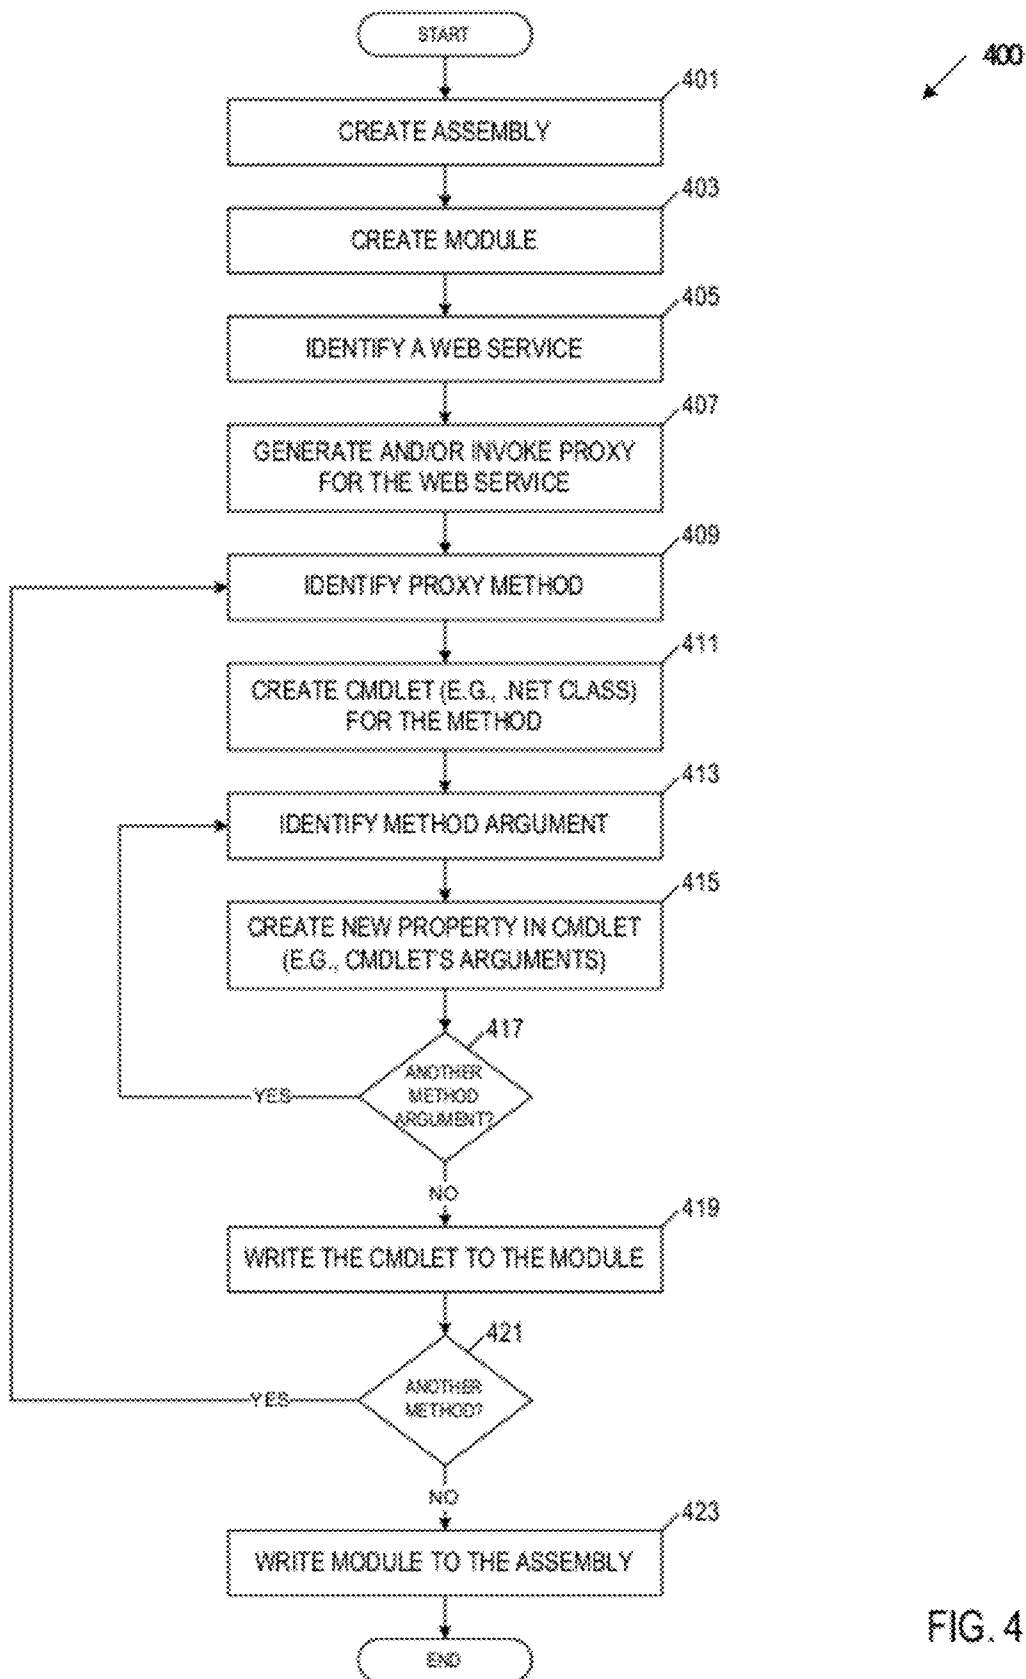 START
400
401
CREATE ASSEMBLY
403
CREATE MODULE
405
IDENTIFY A WEB SERVICE
407
GENERATE AND/OR INVOKE PROXY
FOR THE WEB SERVICE
409
IDENTIFY PROXY METHOD
411
CREATE CMDLET (E.G., .NET CLASS)
FOR THE METHOD
413
IDENTIFY METHOD ARGUMENT
415
CREATE NEW PROPERTY IN CMDLET
(E.G., CMDLET'S ARGUMENTS)
417
ANOTHER
METHOD
ARGUMENT?
YES
NO
419
WRITE THE CMDLET TO THE MODULE
421
ANOTHER
METHOD?
YES
NO
423
WRITE MODULE TO THE ASSEMBLY
END
FIG. 4